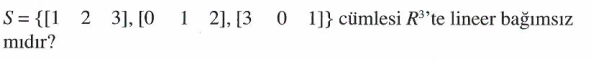 S = {[1 2 3], [0 1 2], [3 0 1]} cümlesi R³’te lineer bağımsız
mıdır?